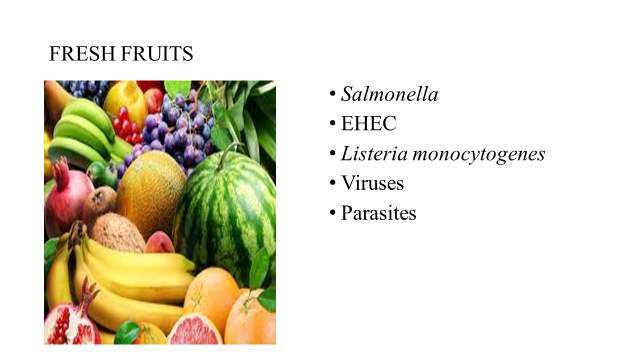 FRESH FRUITS
• Salmonella
• EHEC
• Listeria monocytogenes
• Viruses
• Parasites